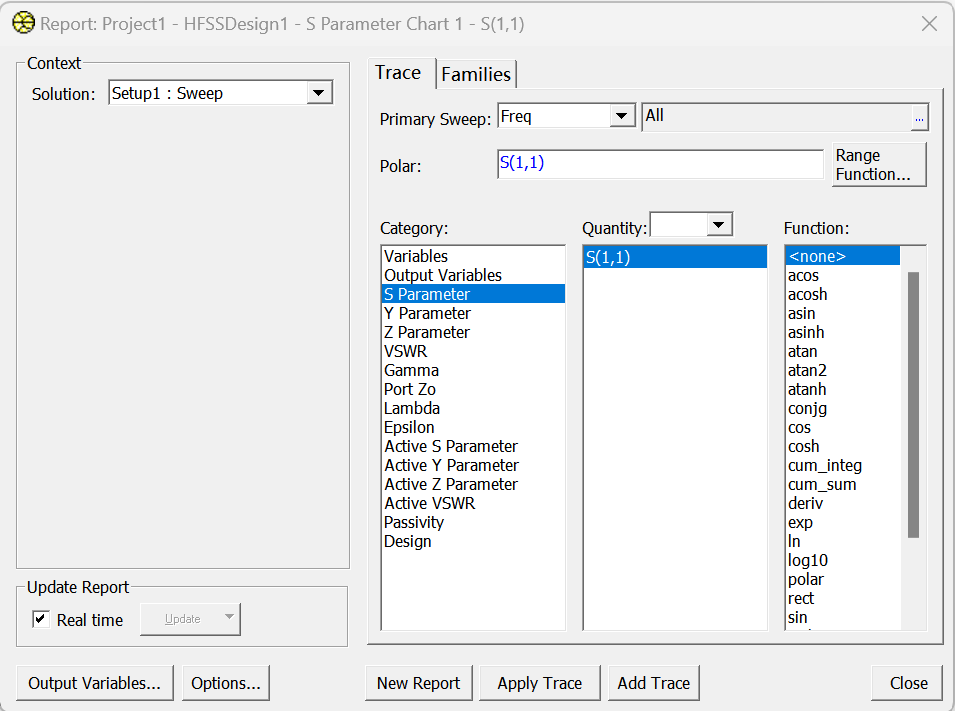 Report: Project1 - HFSSDesign1 - S Parameter Chart 1 - S(1,1)
Context
Solution: Setup1 : Sweep
Trace Families
Primary Sweep: Freq All ...
Polar: S(1,1) Range Function...
Category:
Variables
Output Variables
S Parameter
Y Parameter
Z Parameter
VSWR
Gamma
Port Zo
Lambda
Epsilon
Active S Parameter
Active Y Parameter
Active Z Parameter
Active VSWR
Passivity
Design
Quantity:
S(1,1)
Function:
<none>
acos
acosh
asin
asinh
atan
atan2
atanh
conjg
cos
cosh
cum_integ
cum_sum
deriv
exp
ln
log10
polar
rect
sin
Update Report
Real time Update
Output Variables... Options... New Report Apply Trace Add Trace Close